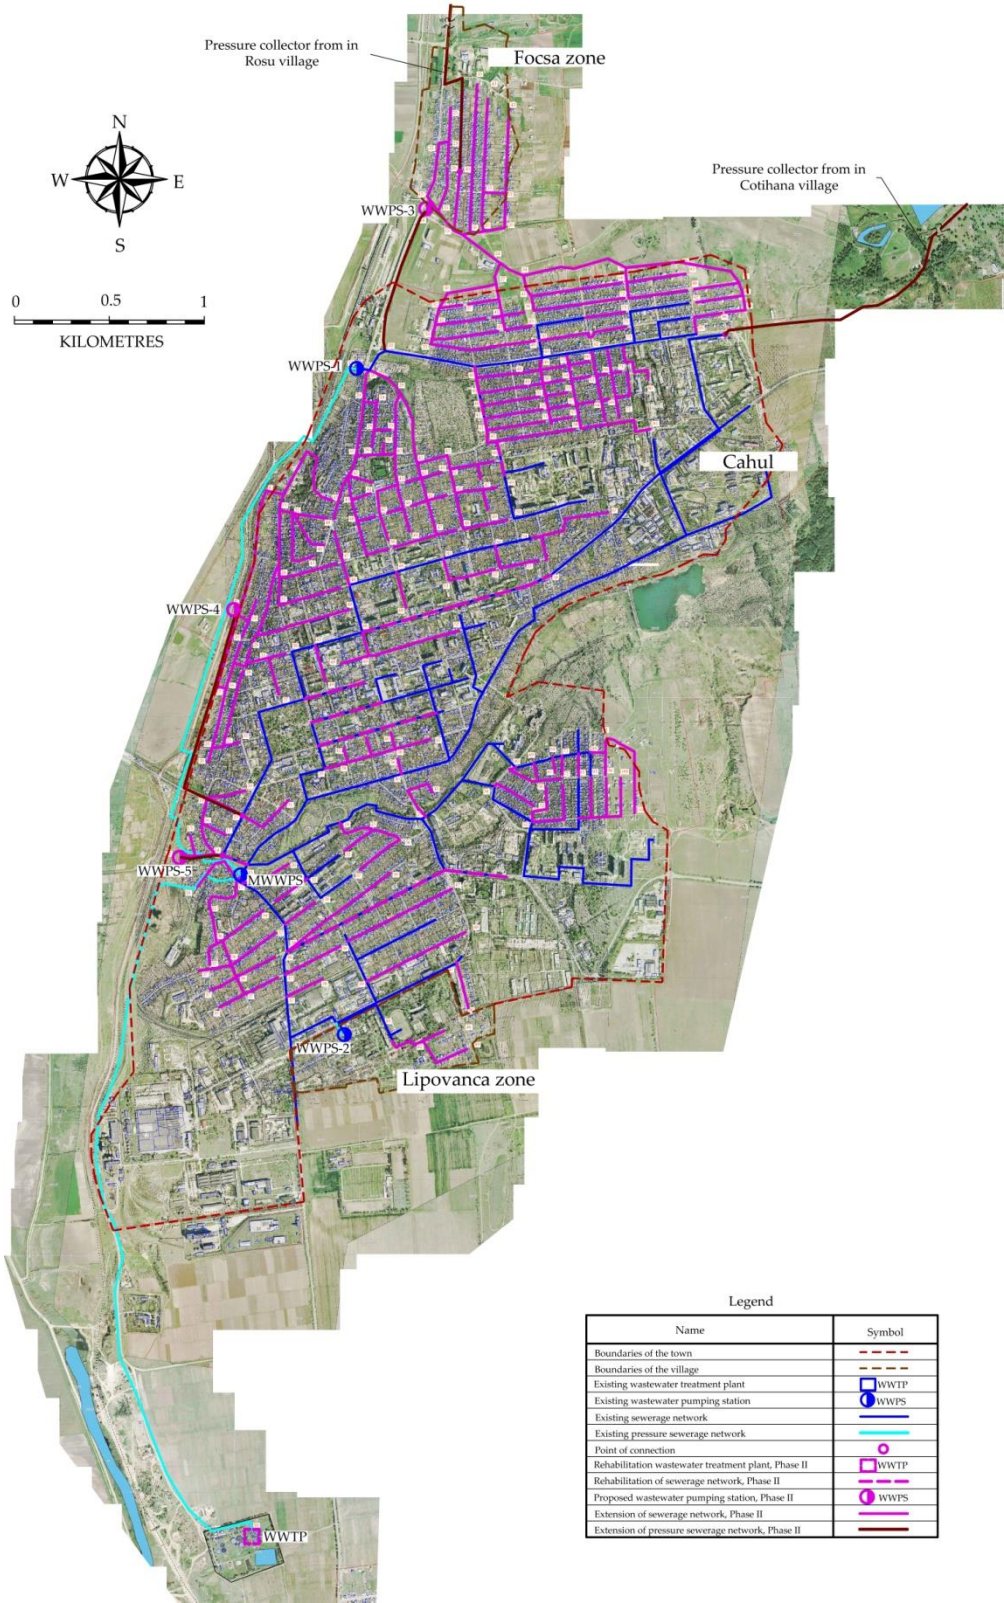 Pressure collector from in
Rosu village
Focsa zone
N
W
E
S
Pressure collector from in
Cotihana village
WWPS-3
0
0.5
1
KILOMETRES
WWPS-1
Cahul
WWPS-4
WWPS-5
MWWPS
WWPS-2
Lipovanca zone
WWTP
Legend
Name
Symbol
Boundaries of the town
Boundaries of the village
Existing wastewater treatment plant
WWTP
Existing wastewater pumping station
WWPS
Existing sewerage network
Existing pressure sewerage network
Point of connection
Rehabilitation wastewater treatment plant, Phase II
WWTP
Rehabilitation of sewerage network, Phase II
Proposed wastewater pumping station, Phase II
WWPS
Extension of sewerage network, Phase II
Extension of pressure sewerage network, Phase II